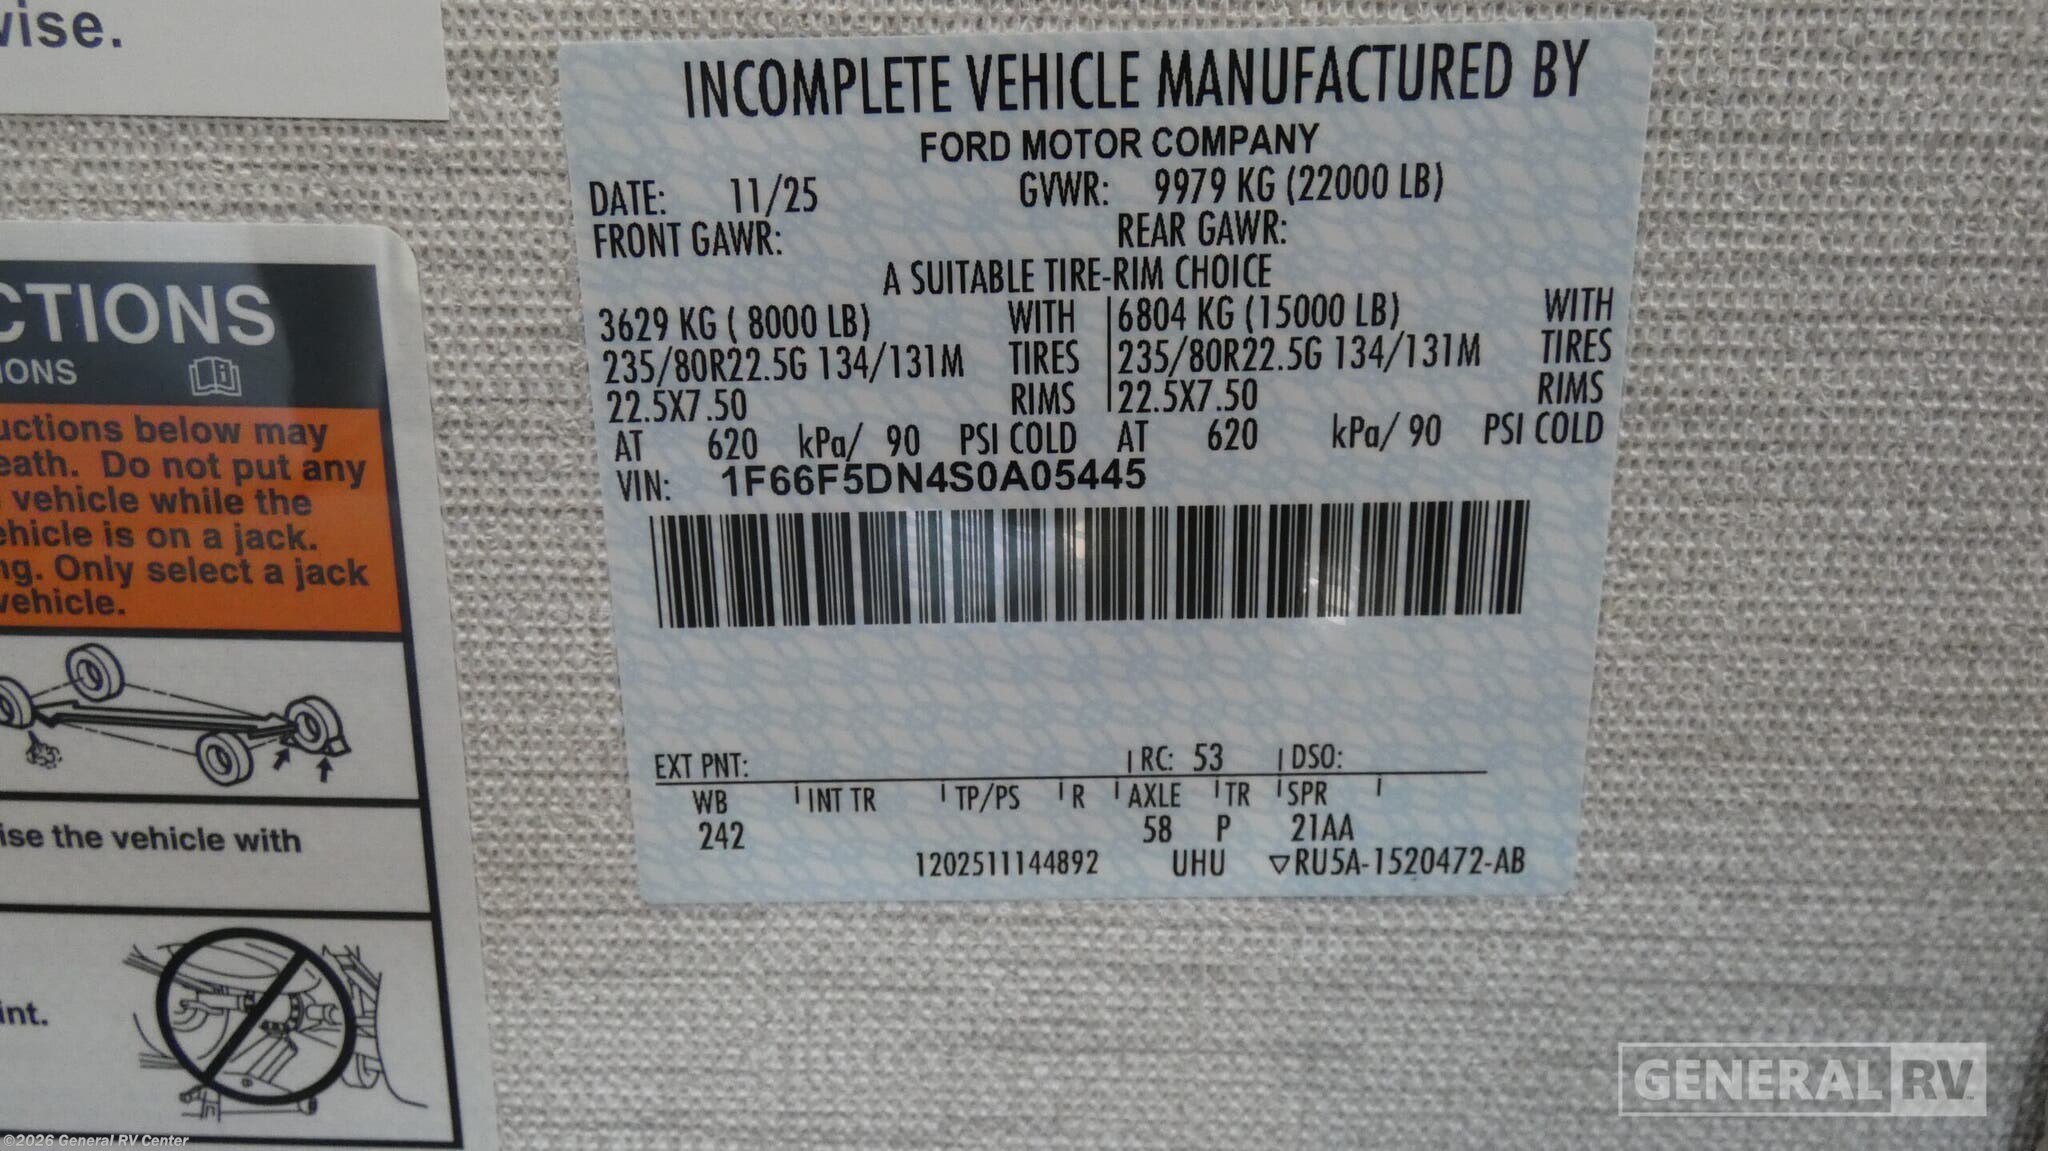 vise.
CTIONS
IONS
uctions below may
eath. Do not put any
vehicle while the
ehicle is on a jack.
ng. Only select a jack
vehicle.
ise the vehicle with
int.
INCOMPLETE VEHICLE MANUFACTURED BY
FORD MOTOR COMPANY
DATE: 11/25 GVWR: 9979 KG (22000 LB)
FRONT GAWR: REAR GAWR:
A SUITABLE TIRE-RIM CHOICE
3629 KG ( 8000 LB) WITH 6804 KG (15000 LB) WITH
235/80R22.5G 134/131M TIRES 235/80R22.5G 134/131M TIRES
22.5X7.50 RIMS 22.5X7.50 RIMS
AT 620 kPa/ 90 PSI COLD AT 620 kPa/ 90 PSI COLD
VIN: 1F66F5DN4S0A05445
EXT PNT: RC: 53 DSO:
WB INT TR TP/PS R AXLE TR SPR
242 58 P 21AA
1202511144892 UHU ▽RU5A-1520472-AB
GENERAL RV
©2026 General RV Center